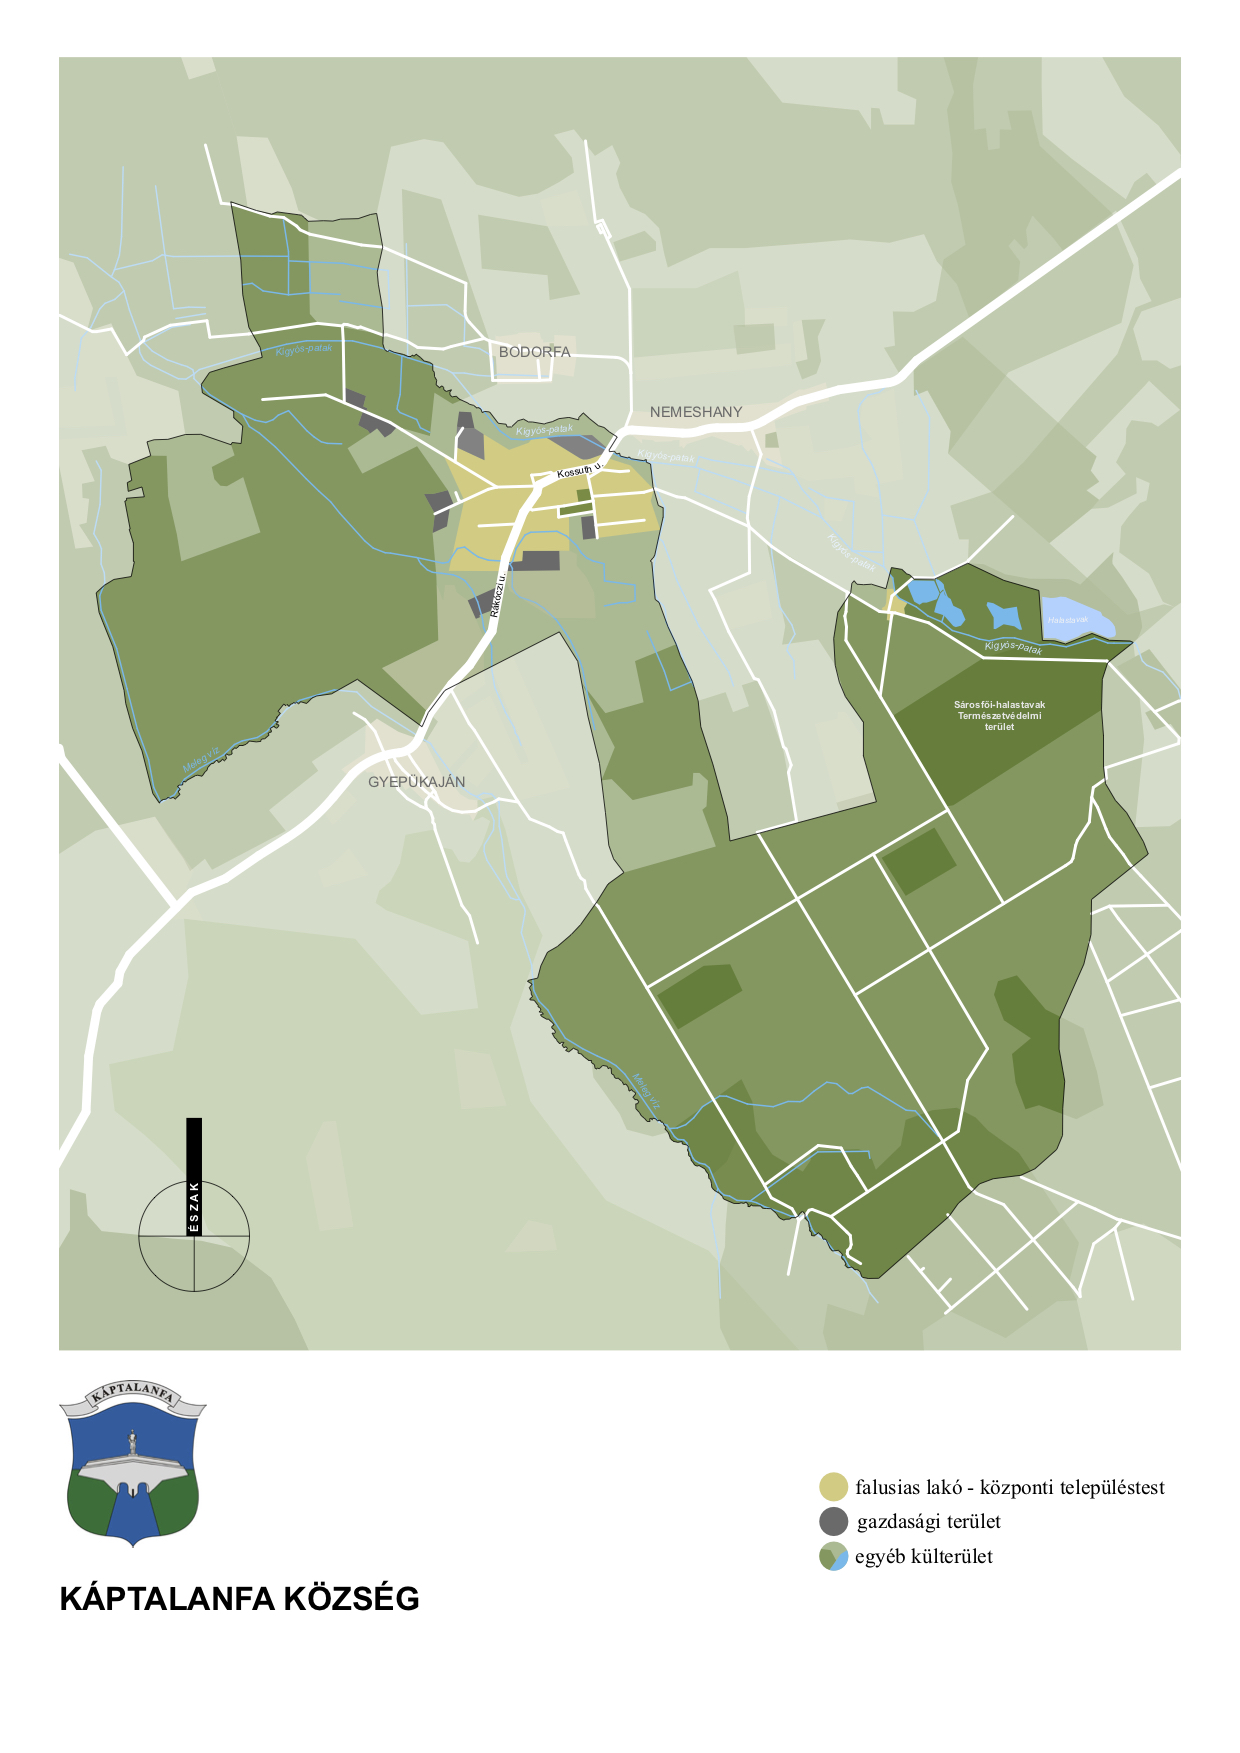 Kígyós-patak
BODORFA
NEMESHANY
Kígyós-patak
Kígyós-patak
Kossuth u.
Kígyós-patak
Rákóczi u.
Halastavak
Kígyós-patak
Sárosfői-halastavak
Természetvédelmi
terület
Meleg víz
GYEPÜKAJÁN
Meleg víz
ÉSZAK
KÁPTALANFA
falusias lakó - központi településtest
gazdasági terület
egyéb külterület
KÁPTALANFA KÖZSÉG